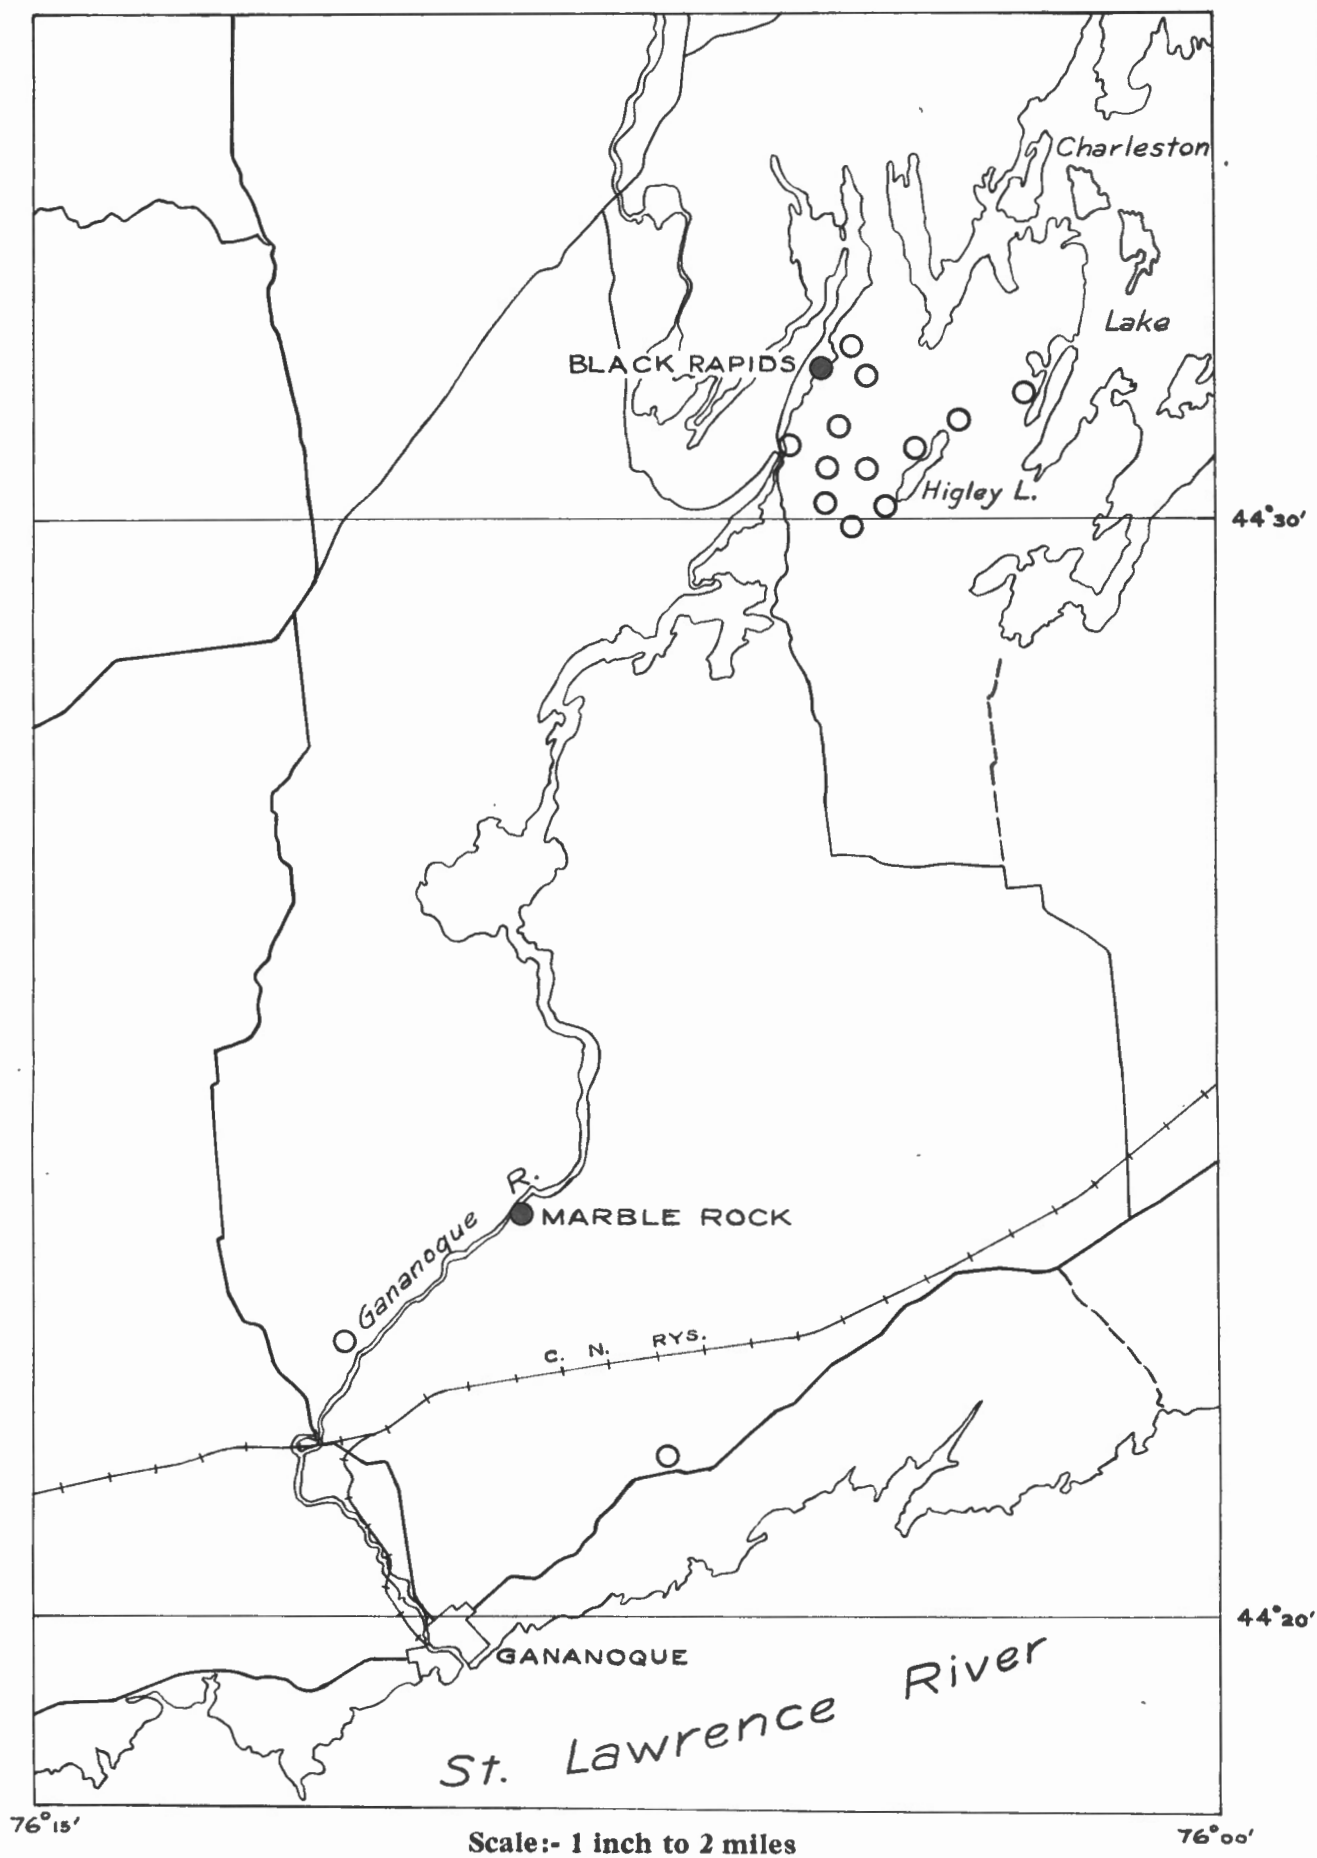 Charleston
Lake
BLACK RAPIDS
Higley L.
44°30'
Gananoque R.
MARBLE ROCK
C. N. RYS.
44°20'
GANANOQUE
St. Lawrence River
76°15'
76°00'
Scale:- 1 inch to 2 miles